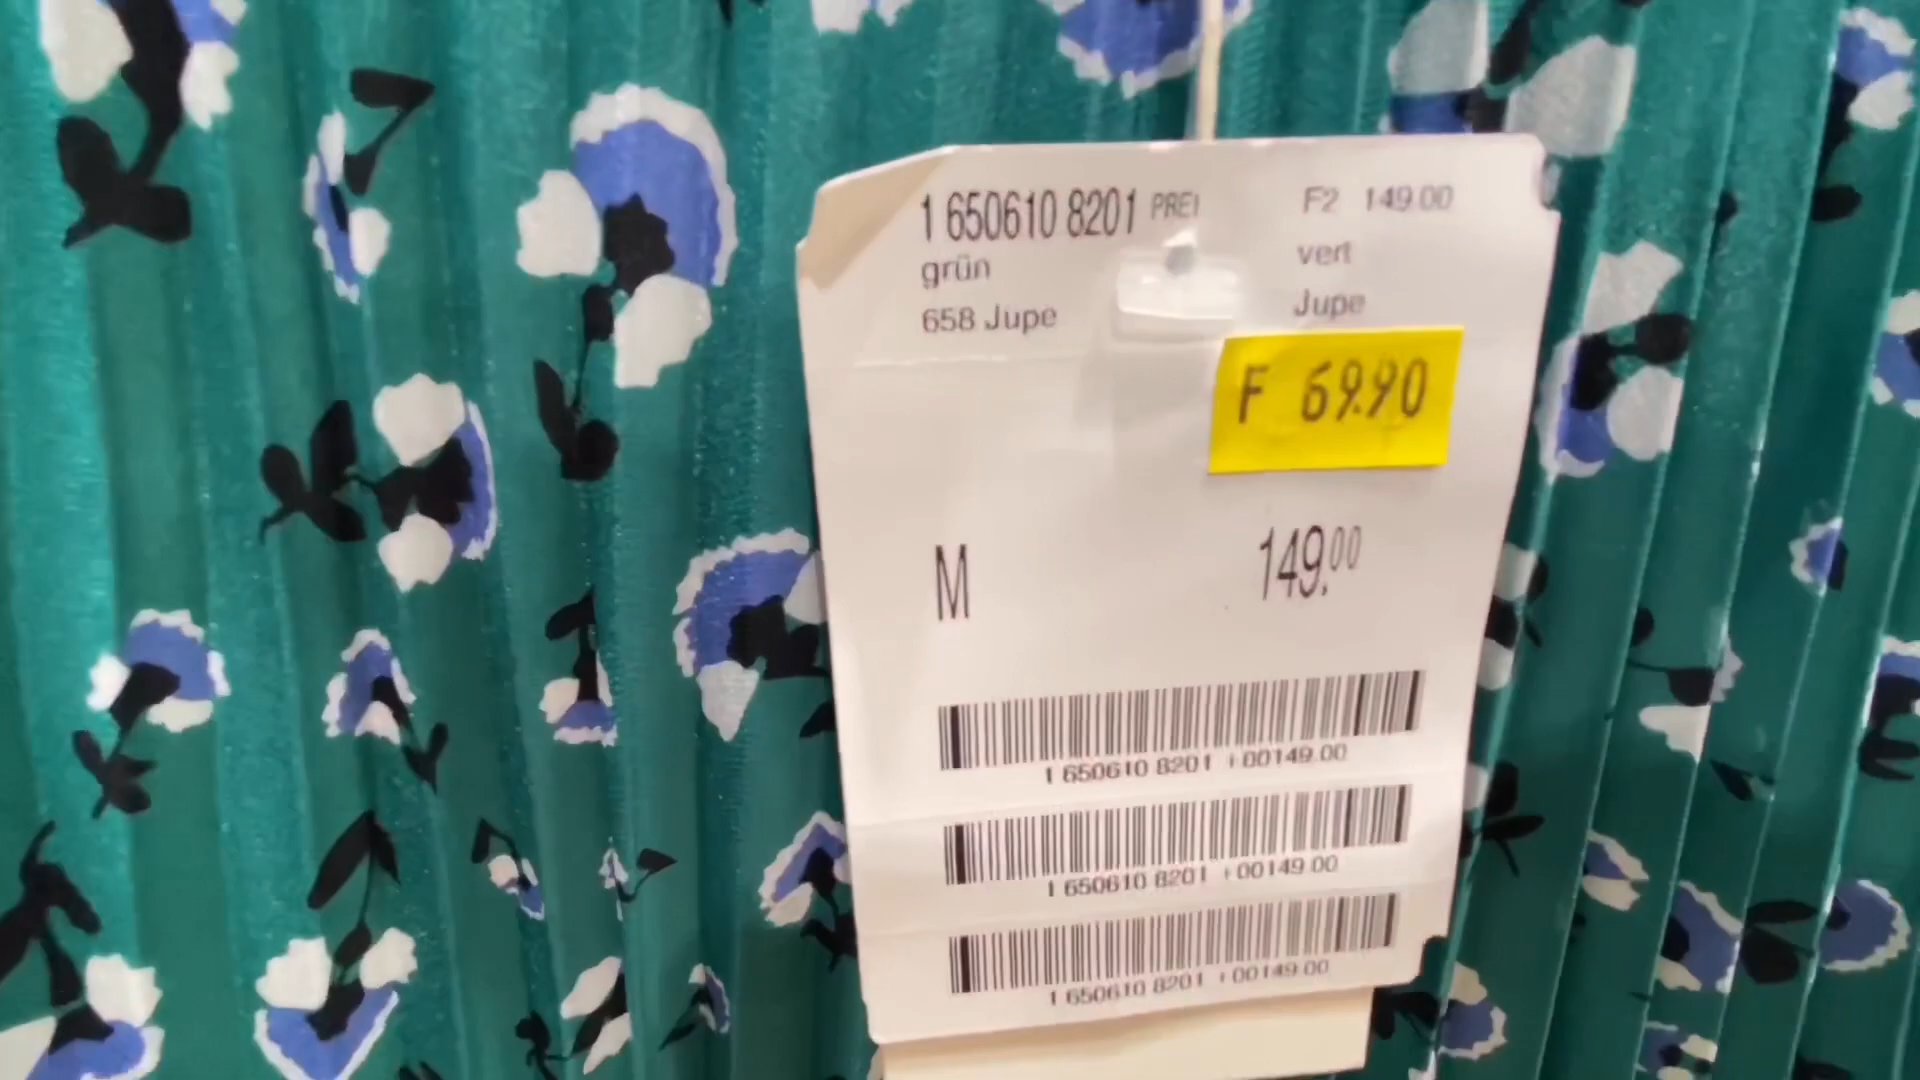 1 650610 8201 PREI F2 149.00
grün vert
658 Jupe Jupe
F 69.90
M 149.00
1 650610 8201 +00149.00
1 650610 8201 +00149.00
1 650610 8201 +00149.00